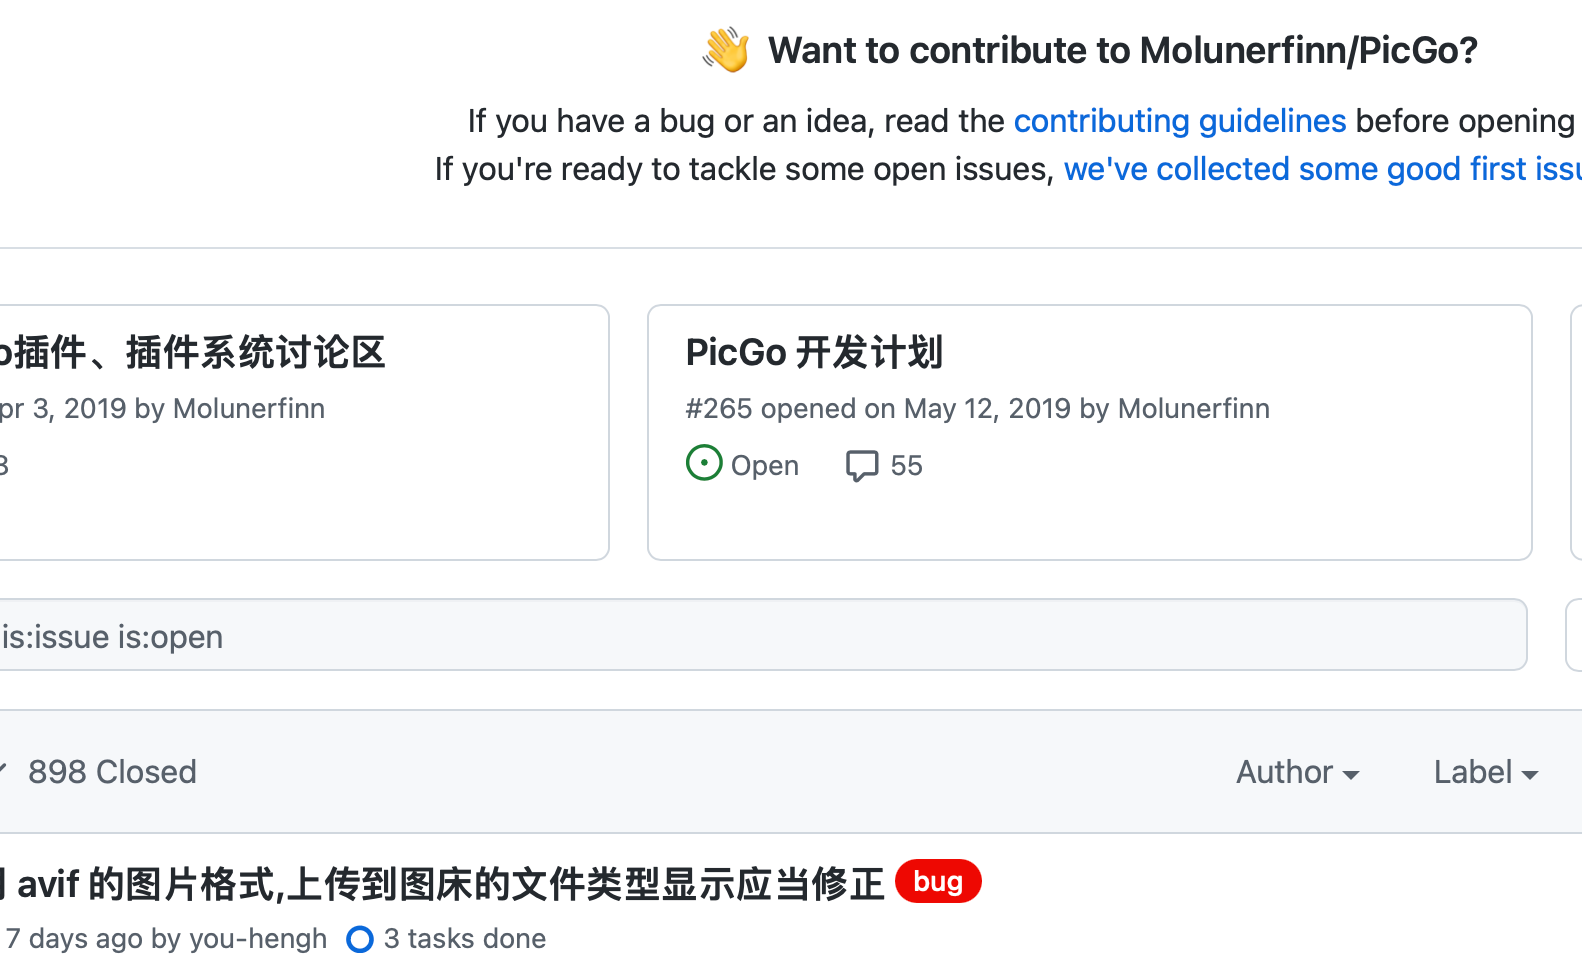 Want to contribute to Molunerfinn/PicGo?
If you have a bug or an idea, read the contributing guidelines before opening
If you're ready to tackle some open issues, we've collected some good first issu
o插件、插件系统讨论区
pr 3, 2019 by Molunerfinn
PicGo 开发计划
#265 opened on May 12, 2019 by Molunerfinn
Open 55
is:issue is:open
898 Closed
Author
Label
avif 的图片格式,上传到图床的文件类型显示应当修正 bug
7 days ago by you-hengh 3 tasks done